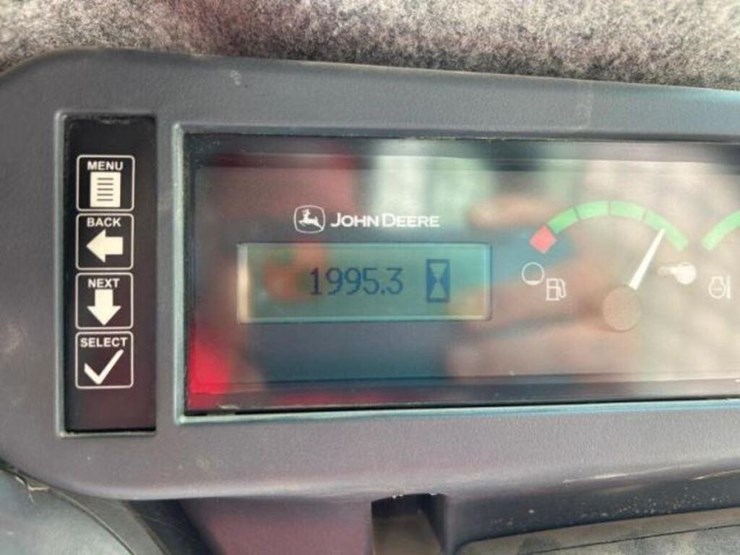 MENU
BACK
NEXT
SELECT
JOHN DEERE
1995.3